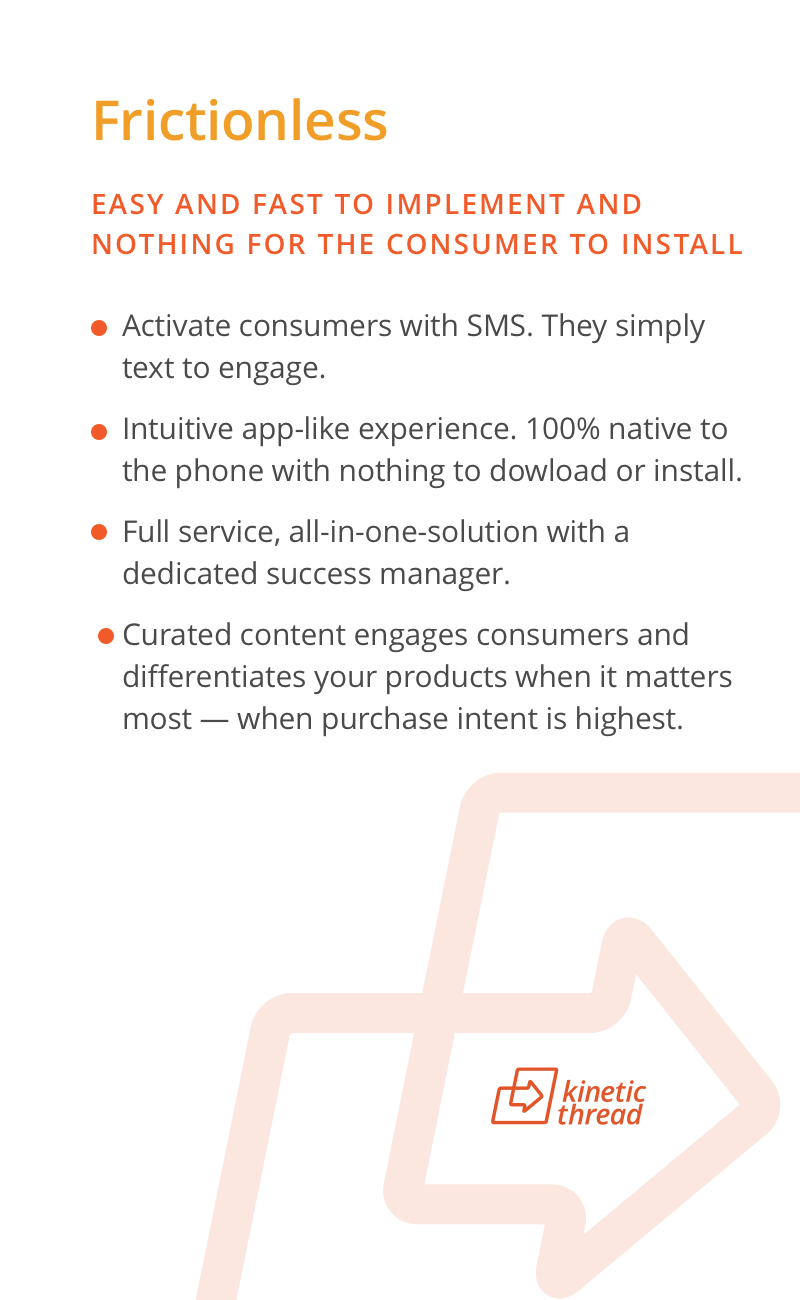 Frictionless
EASY AND FAST TO IMPLEMENT AND
NOTHING FOR THE CONSUMER TO INSTALL
Activate consumers with SMS. They simply
text to engage.
Intuitive app-like experience. 100% native to
the phone with nothing to dowload or install.
Full service, all-in-one-solution with a
dedicated success manager.
Curated content engages consumers and
differentiates your products when it matters
most — when purchase intent is highest.
kinetic
thread